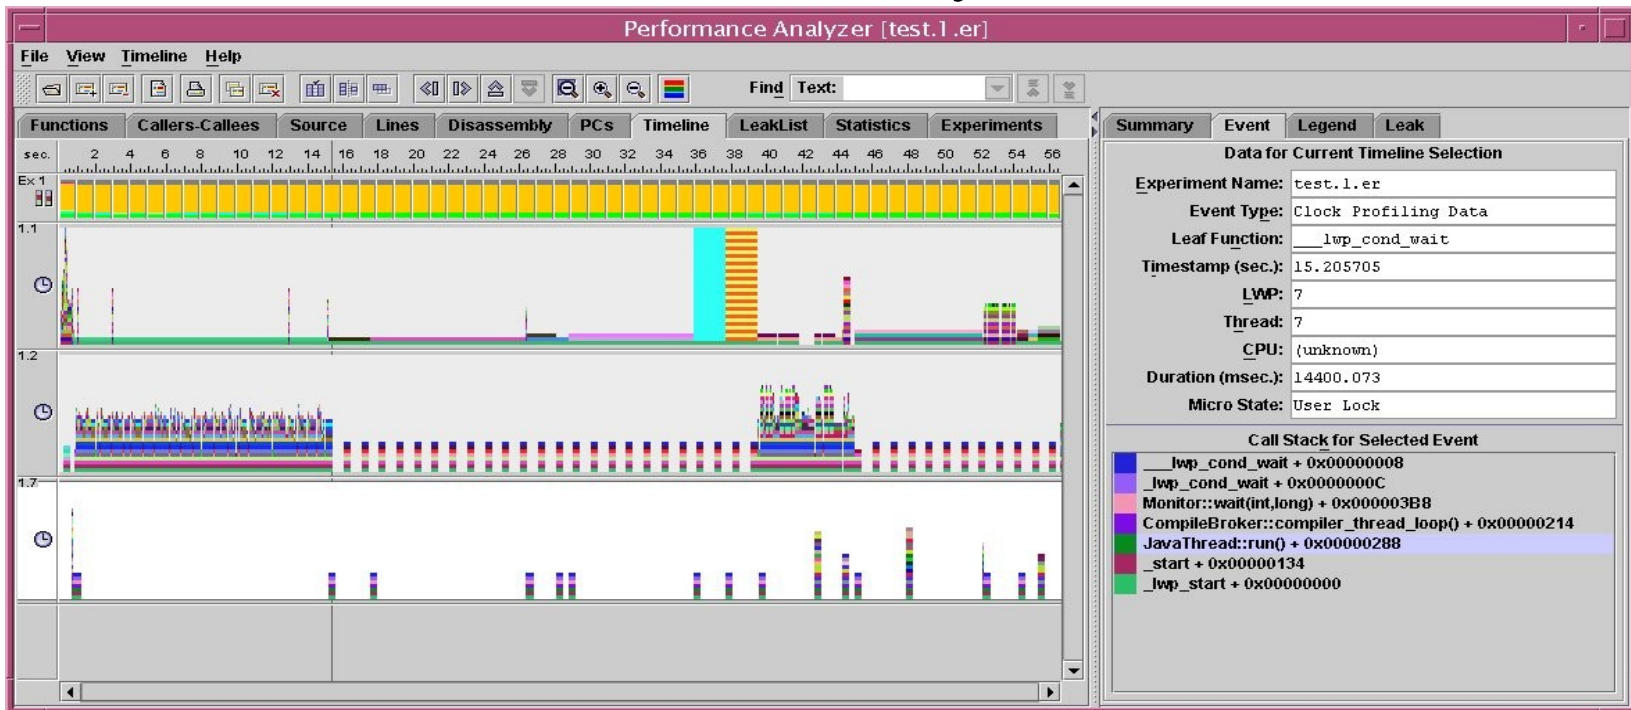 Performance Analyzer [test.1.er]
File View Timeline Help
Find Text:
Functions Callers-Callees Source Lines Disassembly PCs Timeline LeakList Statistics Experiments
Summary Event Legend Leak
sec. 2 4 6 8 10 12 14 16 18 20 22 24 26 28 30 32 34 36 38 40 42 44 46 48 50 52 54 56
Ex 1
1.1
1.2
1.7
Data for Current Timeline Selection
Experiment Name: test.1.er
Event Type: Clock Profiling Data
Leaf Function: ___lwp_cond_wait
Timestamp (sec.): 15.205705
LWP: 7
Thread: 7
CPU: (unknown)
Duration (msec.): 14400.073
Micro State: User Lock
Call Stack for Selected Event
___lwp_cond_wait + 0x00000008
_lwp_cond_wait + 0x0000000C
Monitor::wait(int,long) + 0x000003B8
CompileBroker::compiler_thread_loop() + 0x00000214
JavaThread::run() + 0x00000288
_start + 0x00000134
_lwp_start + 0x00000000